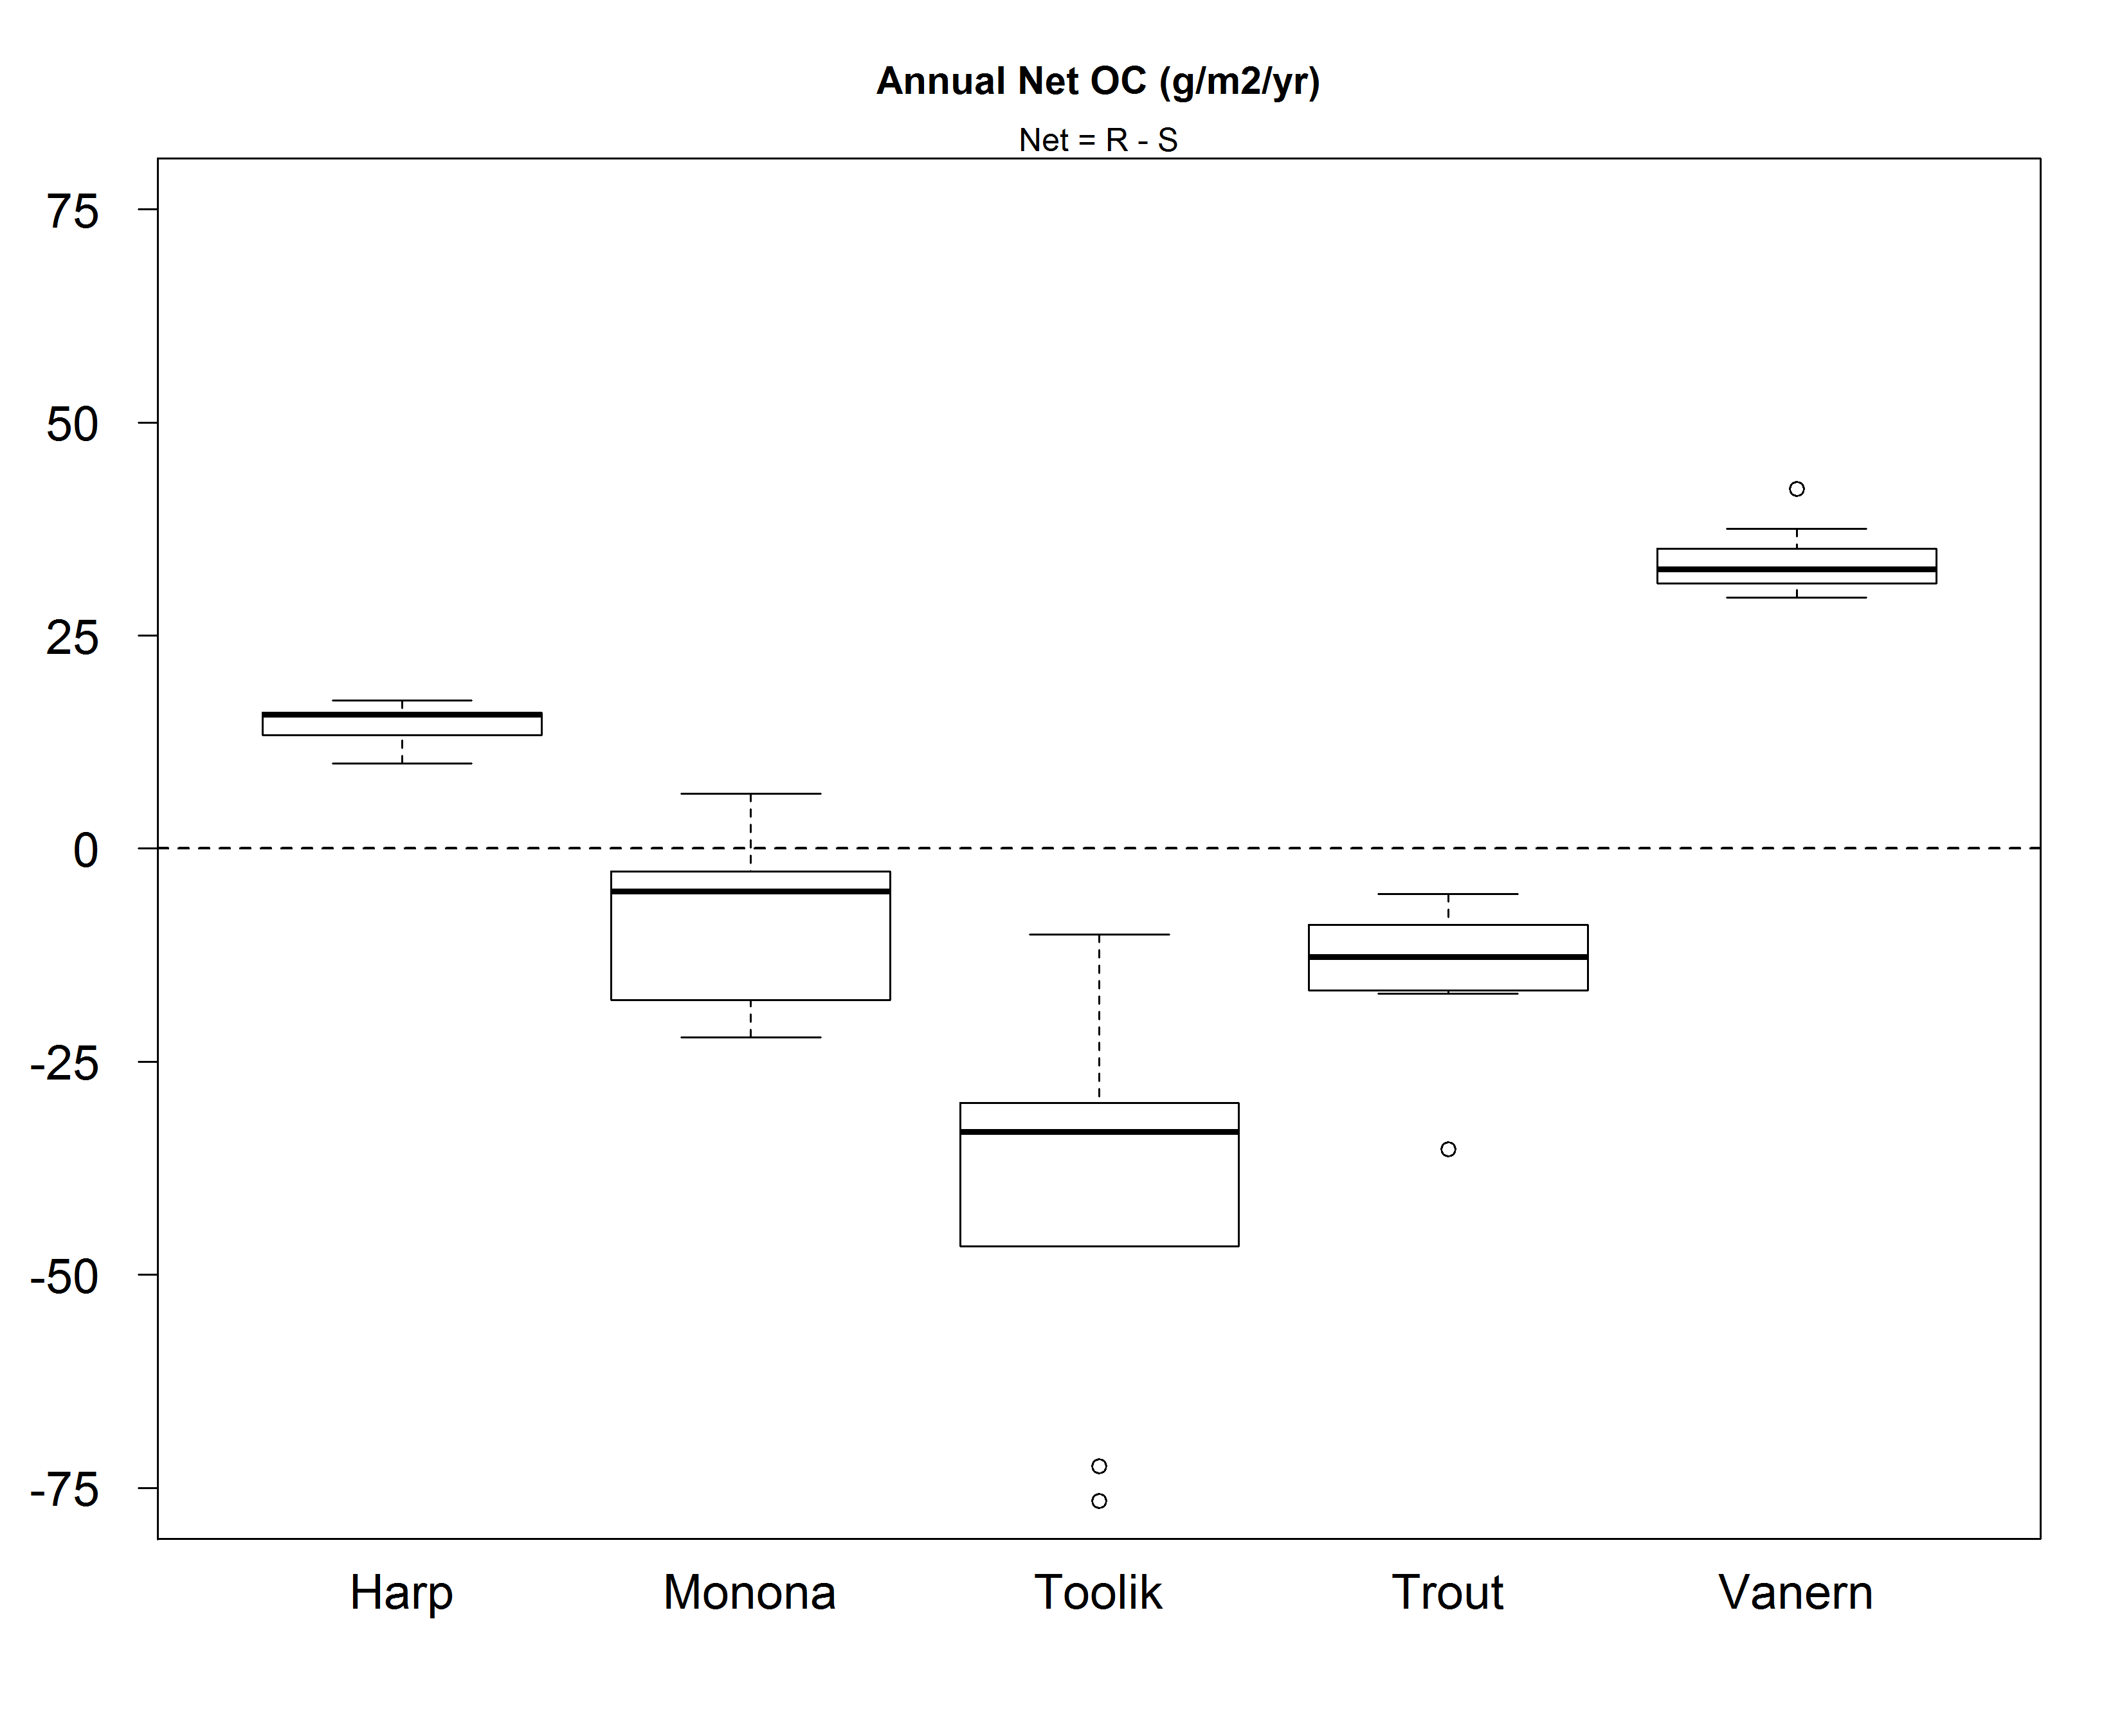 Annual Net OC (g/m2/yr)
Net = R - S
75
50
25
0
-25
-50
-75
Harp Monona Toolik Trout Vanern